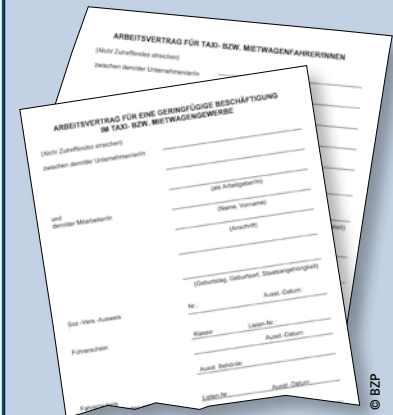 ARBEITSVERTRAG FÜR TAXI- BZW. MIETWAGENFAHRER/INNEN
(Nicht Zutreffendes streichen)
zwischen dem/der Unternehmer/in
ARBEITSVERTRAG FÜR EINE GERINGFÜGIGE BESCHÄFTIGUNG
IM TAXI- BZW. MIETWAGENGEWERBE
(Nicht Zutreffendes streichen)
zwischen dem/der Unternehmer/in
(als Arbeitgeber/in)
und
dem/der Mitarbeiter/in
(Name, Vorname)
(Anschrift)
(Geburtstag, Geburtsort, Staatsangehörigkeit)
Soz.-Vers.-Ausweis
Nr.:
Ausst.-Datum:
Führerschein
Klasse:
Listen-Nr.:
Ausst.-Datum:
Ausst. Behörde:
Listen-Nr.
Ausst.-Datum:
© BZP